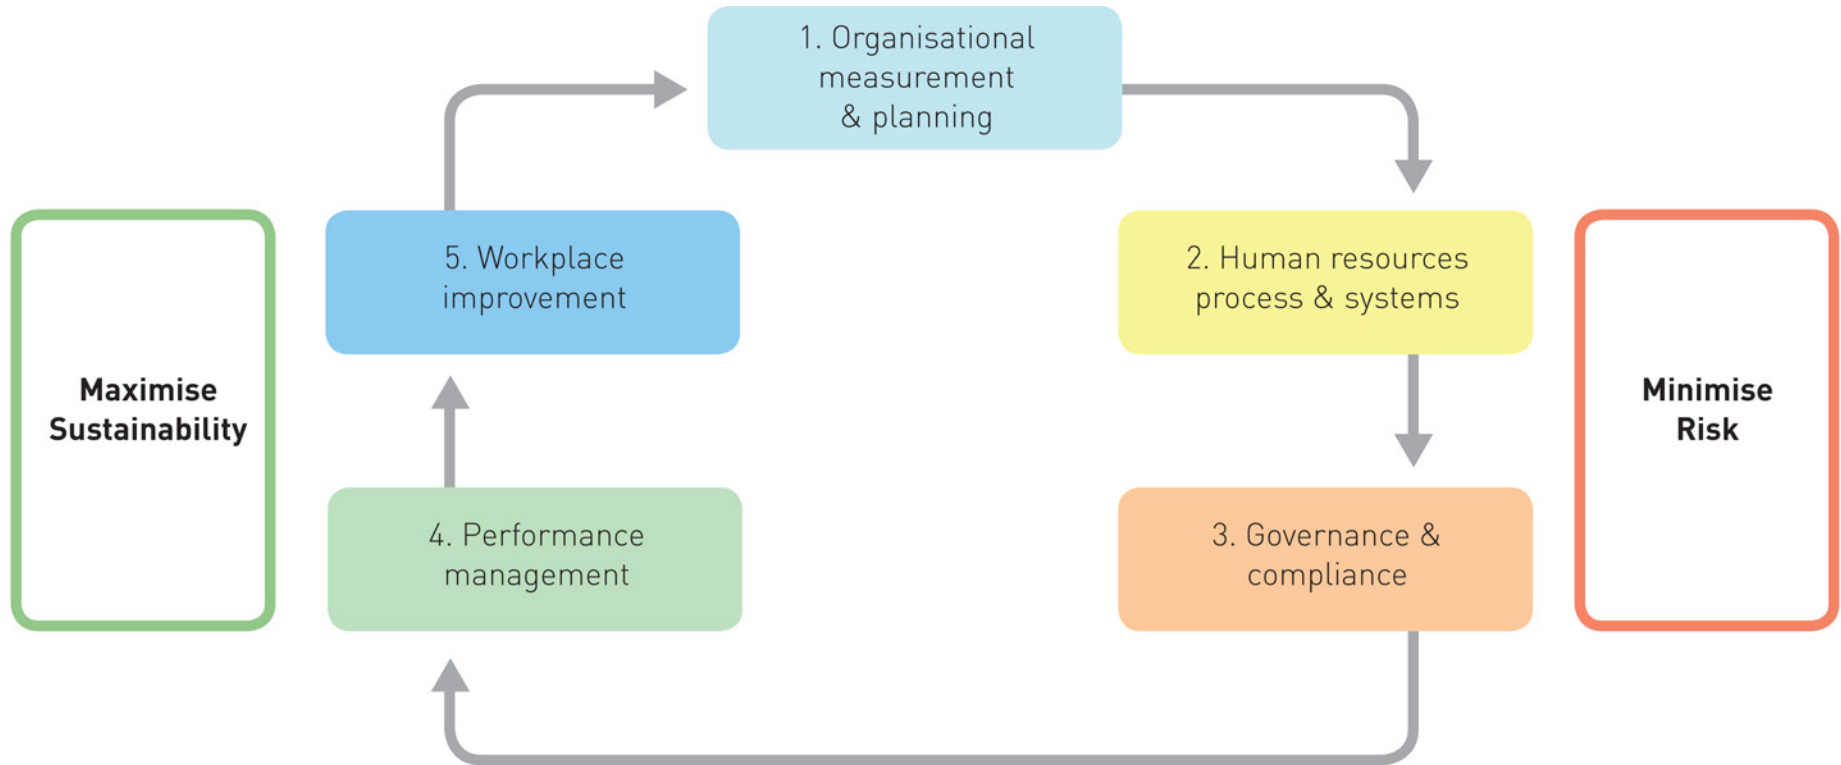 1. Organisational
measurement
& planning
5. Workplace
improvement
2. Human resources
process & systems
Maximise
Sustainability
Minimise
Risk
4. Performance
management
3. Governance &
compliance